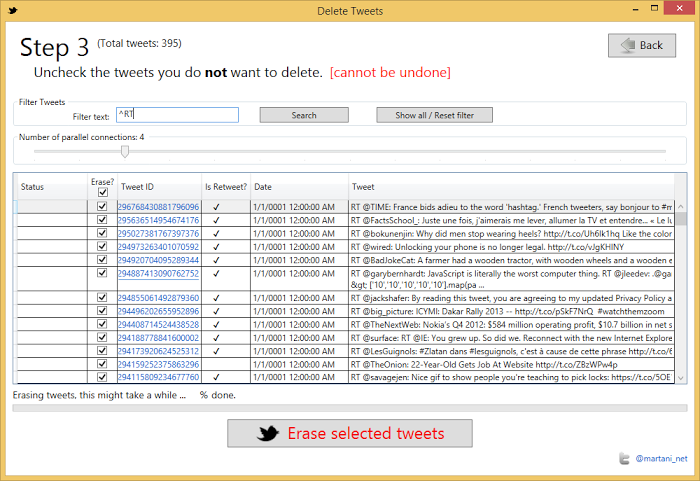 Delete Tweets
Step 3 (Total tweets: 395)
Back
Uncheck the tweets you do not want to delete. [cannot be undone]
Filter Tweets
Filter text: ^RT Search Show all / Reset filter
Number of parallel connections: 4
Status Erase? Tweet ID Is Retweet? Date Tweet
296768430881796096 ✓ 1/1/0001 12:00:00 AM RT @TIME: France bids adieu to the word 'hashtag.' French tweeters, say bonjour to #m
295636514954674176 ✓ 1/1/0001 12:00:00 AM RT @FactsSchool_: Juste une fois, j'aimerais me lever, allumer la TV et entendre... « Le lu
295027381767397376 ✓ 1/1/0001 12:00:00 AM RT @bokunenjin: Why did men stop wearing heels? http://t.co/Uh6lk1hq Like the color
294973263401070592 ✓ 1/1/0001 12:00:00 AM RT @wired: Unlocking your phone is no longer legal. http://t.co/vJgKHINY
294920704095289344 ✓ 1/1/0001 12:00:00 AM RT @BadJokeCat: A farmer had a wooden tractor, with wooden wheels and a wooden e
294887413090762752 ✓ 1/1/0001 12:00:00 AM RT @garybernhardt: JavaScript is literally the worst computer thing. RT @jleedev: .@ga
&gt; ['10','10','10','10','10'].map(pa ...
294855061492879360 ✓ 1/1/0001 12:00:00 AM RT @jackshafer: By reading this tweet, you are agreeing to my updated Privacy Policy a
294496202655952896 ✓ 1/1/0001 12:00:00 AM RT @big_picture: ICYMI: Dakar Rally 2013 -- http://t.co/pSkF7NrQ #watchthemzoom
294408714524438528 ✓ 1/1/0001 12:00:00 AM RT @TheNextWeb: Nokia's Q4 2012: $584 million operating profit, $10.7 billion in net s
294188778841600002 ✓ 1/1/0001 12:00:00 AM RT @surface: RT @IE: You grew up. So did we. Reconnect with the new Internet Explore
294173920624525312 ✓ 1/1/0001 12:00:00 AM RT @LesGuignols: #Zlatan dans #lesguignols, c'est à cause de cette phrase http://t.co/6
294159252375863296 1/1/0001 12:00:00 AM RT @TheOnion: 22-Year-Old Gets Job At Website http://t.co/ZBzWPw4p
294115809234677760 ✓ 1/1/0001 12:00:00 AM RT @savagejen: Nice gif to show people you're teaching to pick locks: https://t.co/5OE
Erasing tweets, this might take a while ... % done.
Erase selected tweets
@martani_net